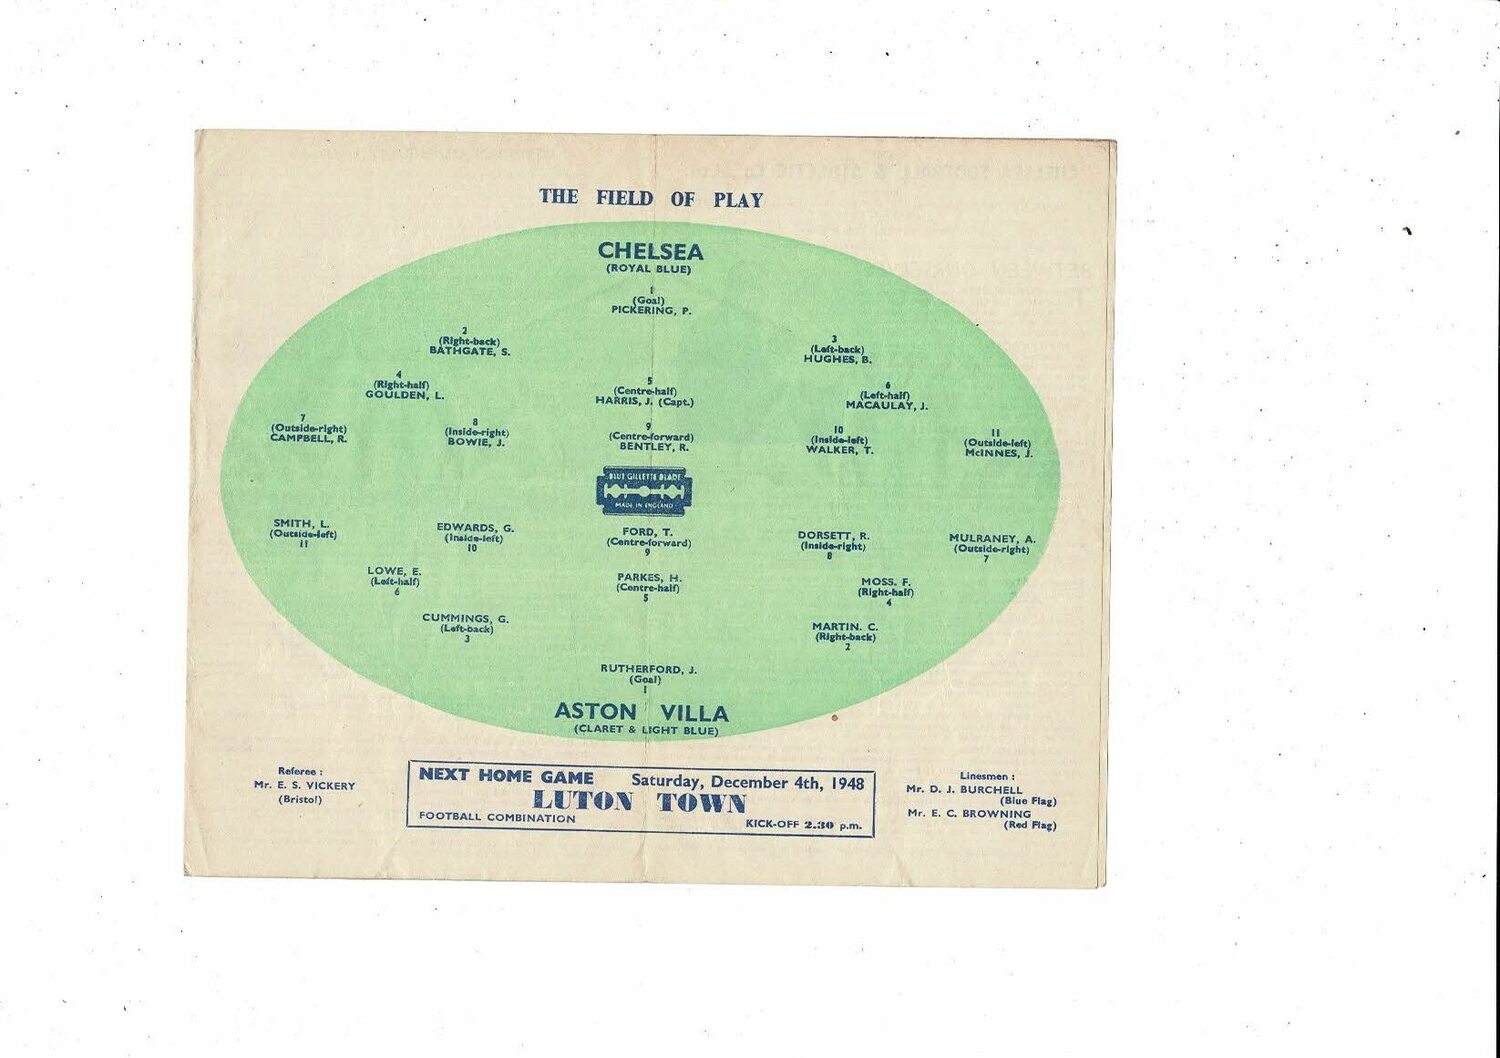 THE FIELD OF PLAY
CHELSEA
(ROYAL BLUE)
1
(Goal)
PICKERING, P.
2
(Right-back)
BATHGATE, S.
3
(Left-back)
HUGHES, B.
4
(Right-half)
GOULDEN, L.
5
(Centre-half)
HARRIS, J. (Capt.)
6
(Left-half)
MACAULAY, J.
7
(Outside-right)
CAMPBELL, R.
8
(Inside-right)
BOWIE, J.
9
(Centre-forward)
BENTLEY, R.
10
(Inside-left)
WALKER, T.
11
(Outside-left)
McINNES, J.
BLUE GILLETTE BLADE
MADE IN ENGLAND
SMITH, L.
(Outside-left)
11
EDWARDS, G.
(Inside-left)
10
FORD, T.
(Centre-forward)
9
DORSETT, R.
(Inside-right)
8
MULRANEY, A.
(Outside-right)
7
LOWE, E.
(Left-half)
6
PARKES, H.
(Centre-half)
5
MOSS. F.
(Right-half)
4
CUMMINGS, G.
(Left-back)
3
MARTIN. C.
(Right-back)
2
RUTHERFORD, J.
(Goal)
1
ASTON VILLA
(CLARET & LIGHT BLUE)
Referee :
Mr. E. S. VICKERY
(Bristol)
NEXT HOME GAME Saturday, December 4th, 1948
LUTON TOWN
FOOTBALL COMBINATION KICK-OFF 2.30 p.m.
Linesmen :
Mr. D. J. BURCHELL
(Blue Flag)
Mr. E. C. BROWNING
(Red Flag)